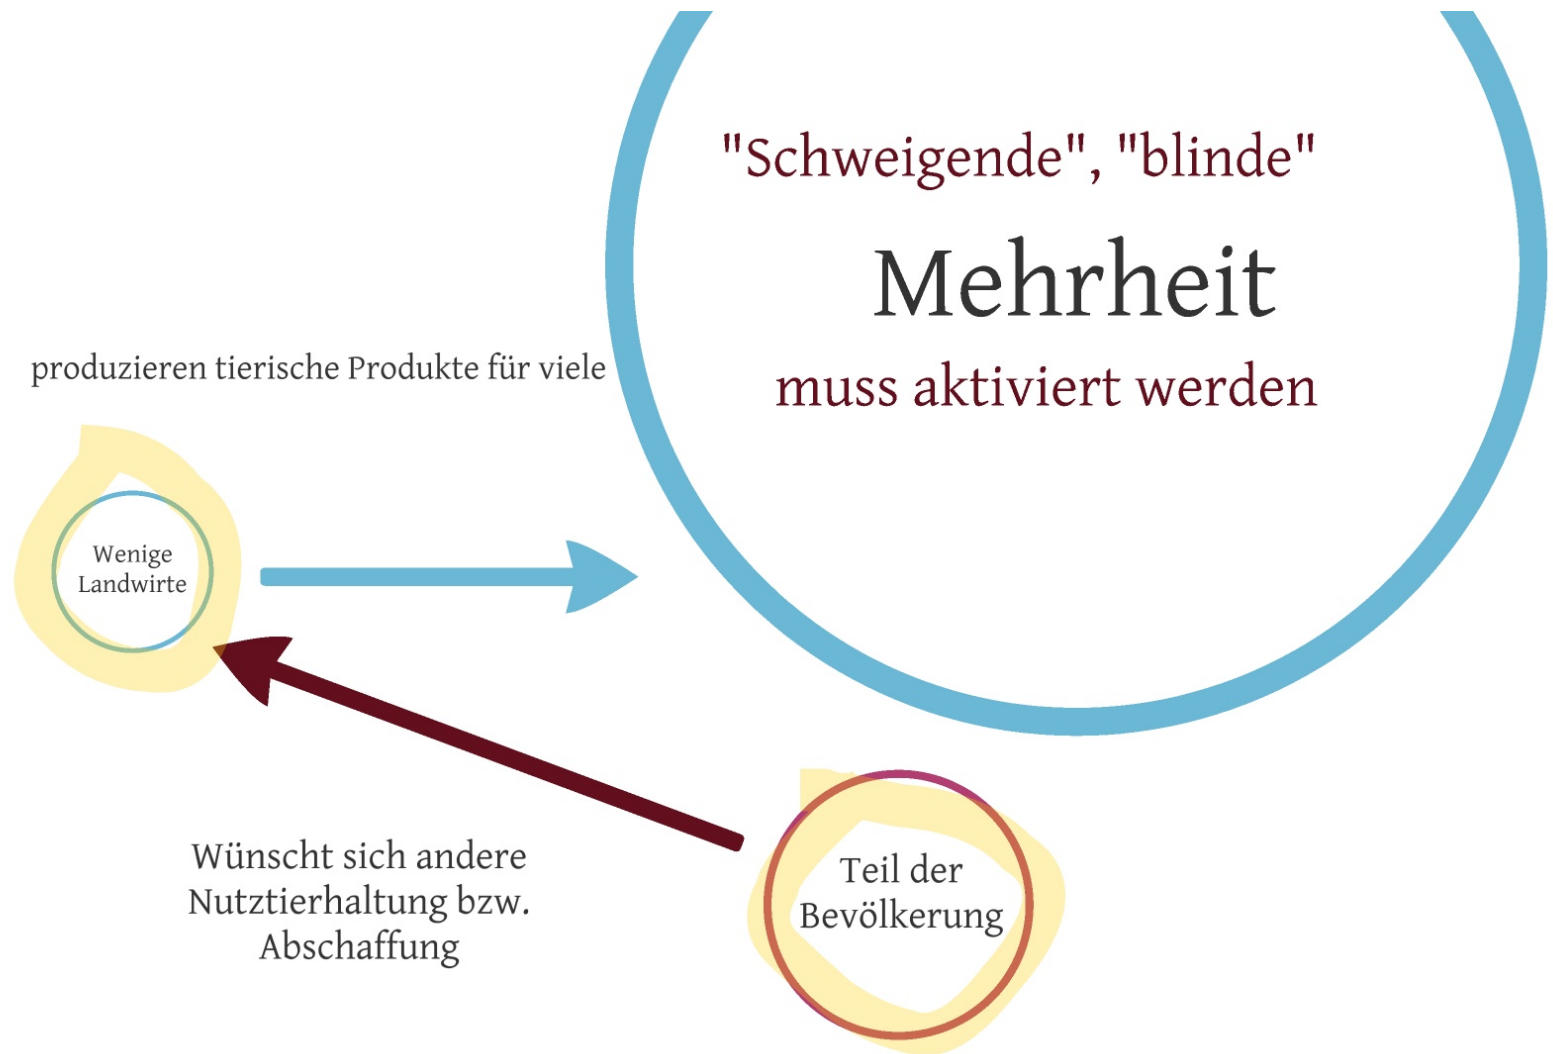 "Schweigende", "blinde"
Mehrheit
muss aktiviert werden
produzieren tierische Produkte für viele
Wenige
Landwirte
Wünscht sich andere
Nutztierhaltung bzw.
Abschaffung
Teil der
Bevölkerung